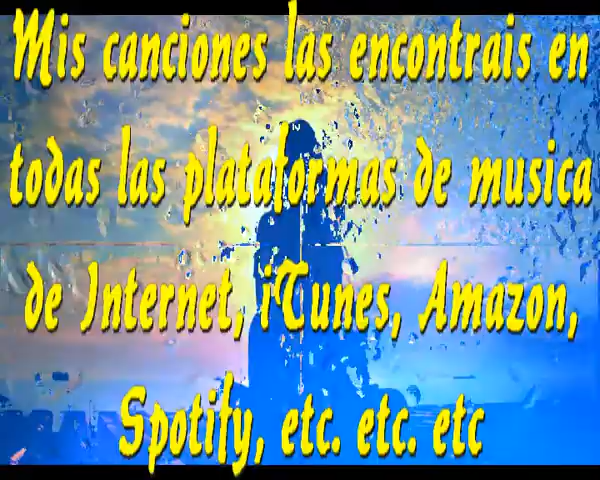 Mis canciones las encontrais en
todas las plataformas de musica
de Internet, iTunes, Amazon,
Spotify, etc. etc. etc